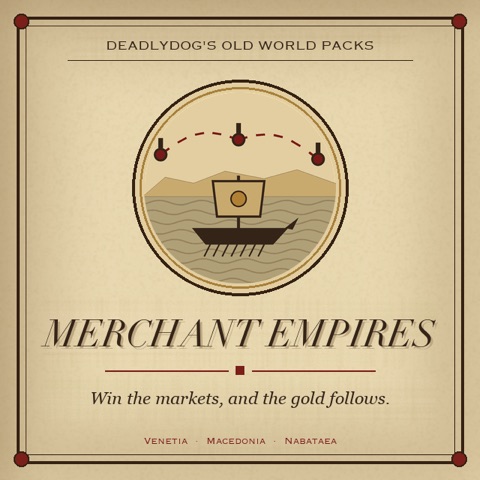 DEADLYDOG'S OLD WORLD PACKS
MERCHANT EMPIRES
Win the markets, and the gold follows.
VENETIA · MACEDONIA · NABATAEA